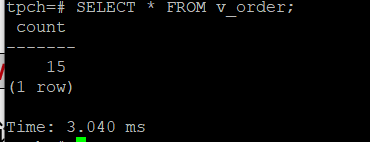 tpch=# SELECT * FROM v_order;
count
-------
15
(1 row)
Time: 3.040 ms